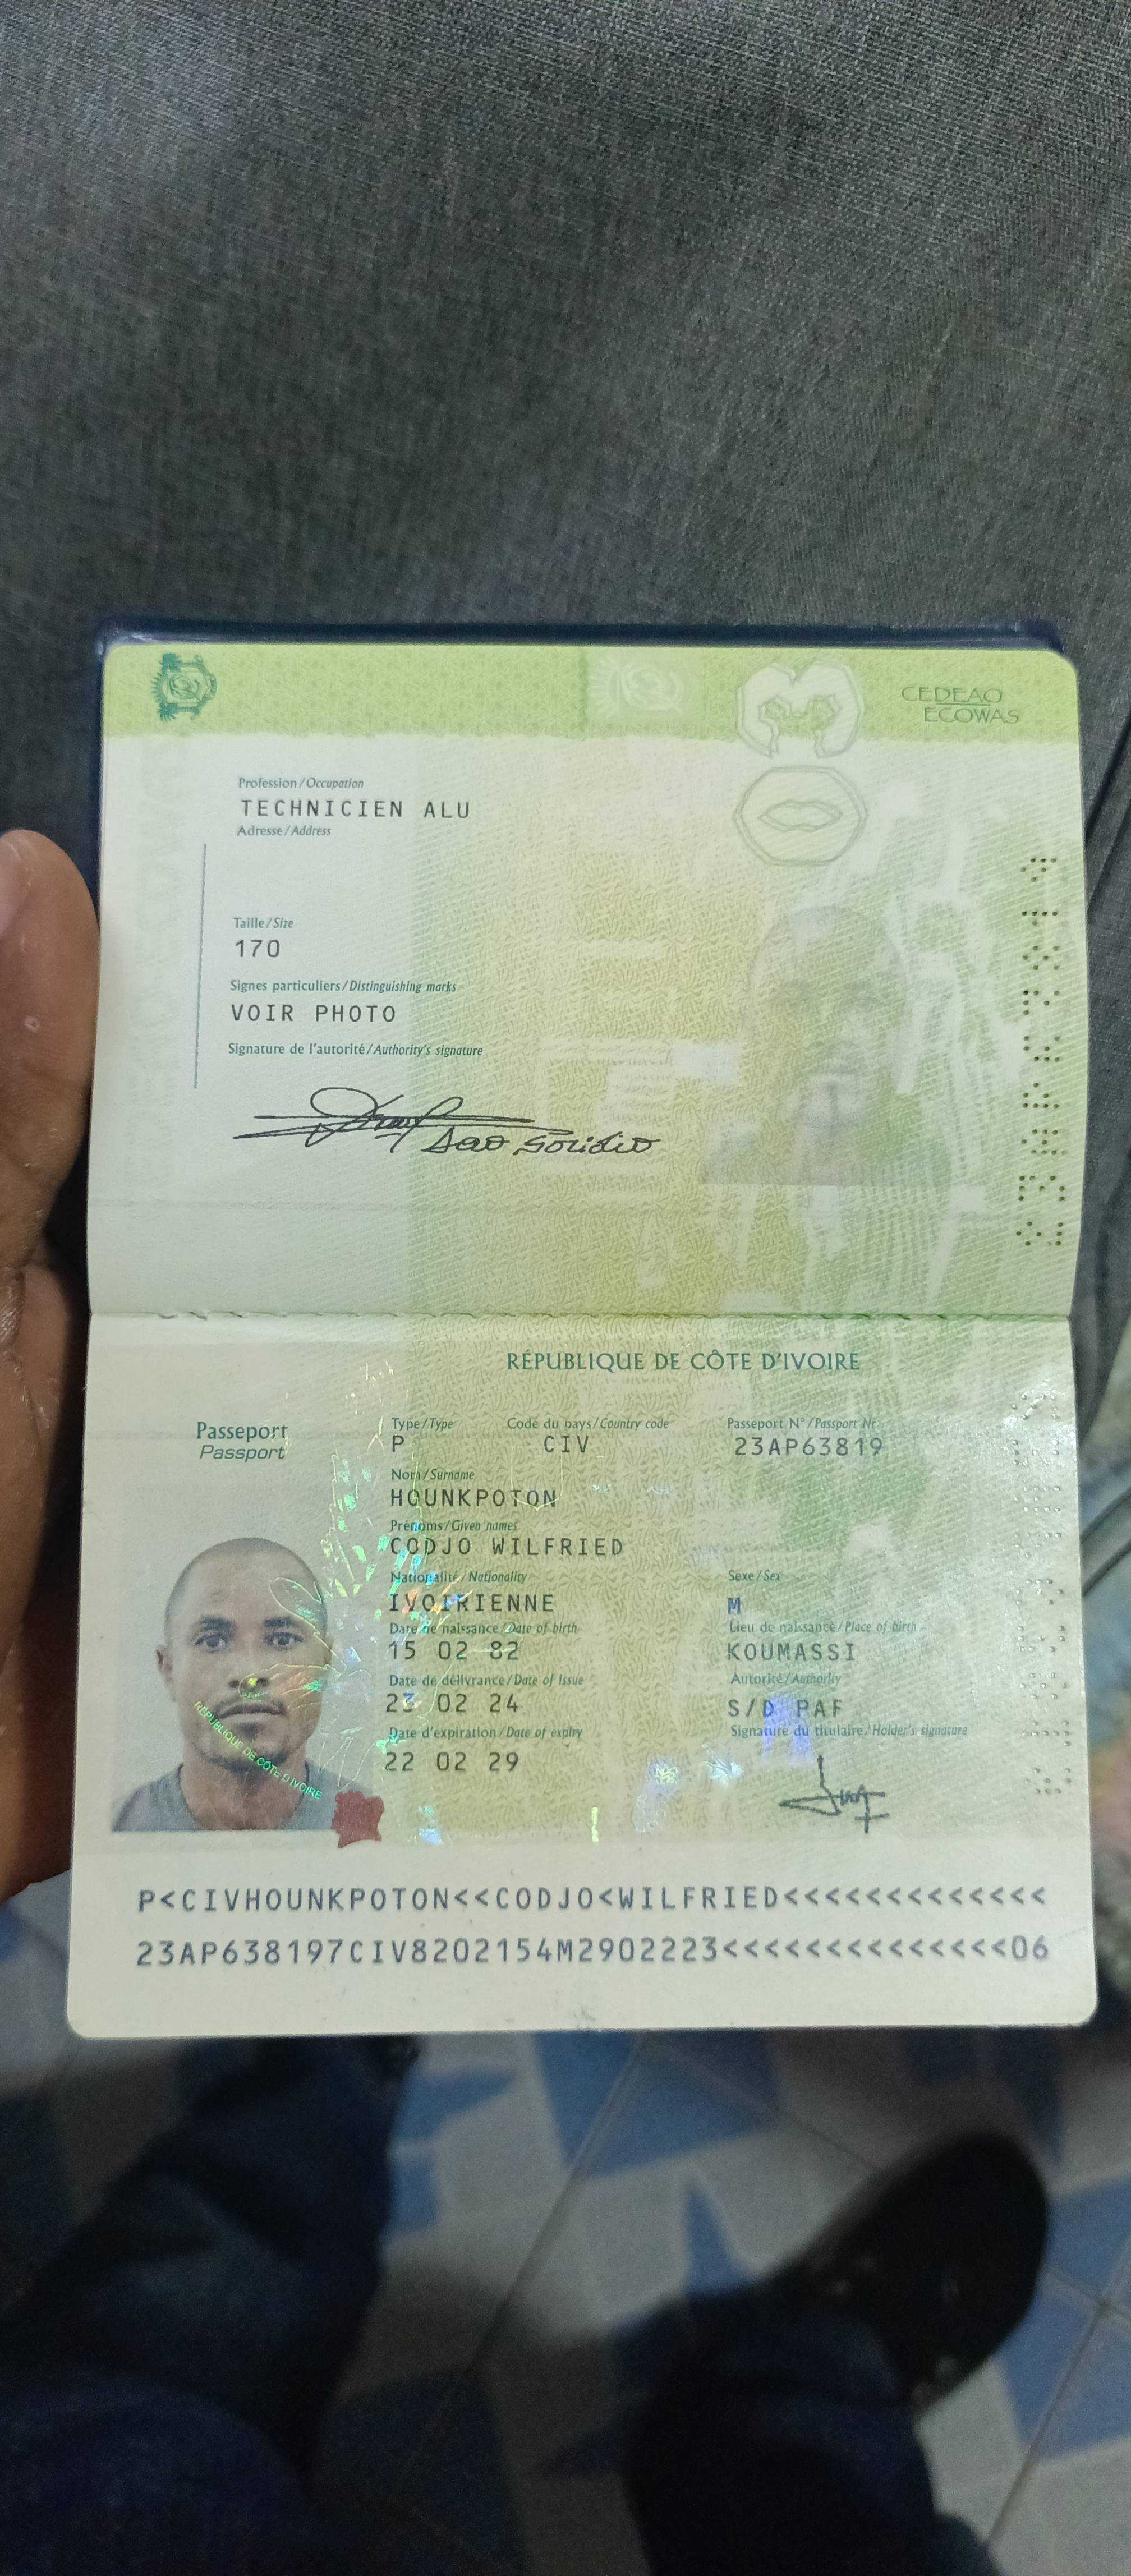 CEDEAO
ECOWAS
Profession/Occupation
TECHNICIEN ALU
Adresse/Address
Taille/Size
170
Signes particuliers/Distinguishing marks
VOIR PHOTO
Signature de l'autorité/Authority's signature
RÉPUBLIQUE DE CÔTE D'IVOIRE
Passeport
Passport
Type/Type Code du pays/Country code Passeport N°/Passport Nr
P CIV 23AP63819
Nom/Surname
HOUNKPOTON
Prénoms/Given names
CODJO WILFRIED
Nationalité/Nationality Sexe/Sex
IVOIRIENNE M
Date de naissance/Date of birth Lieu de naissance/Place of birth
15 02 82 KOUMASSI
Date de délivrance/Date of Issue Autorité/Authority
23 02 24 S/D PAF
Date d'expiration/Date of expiry Signature du titulaire/Holder's signature
22 02 29
RÉPUBLIQUE DE CÔTE D'IVOIRE
P<CIVHOUNKPOTON<<CODJO<WILFRIED<<<<<<<<<<<<<
23AP638197CIV8202154M2902223<<<<<<<<<<<<<<06